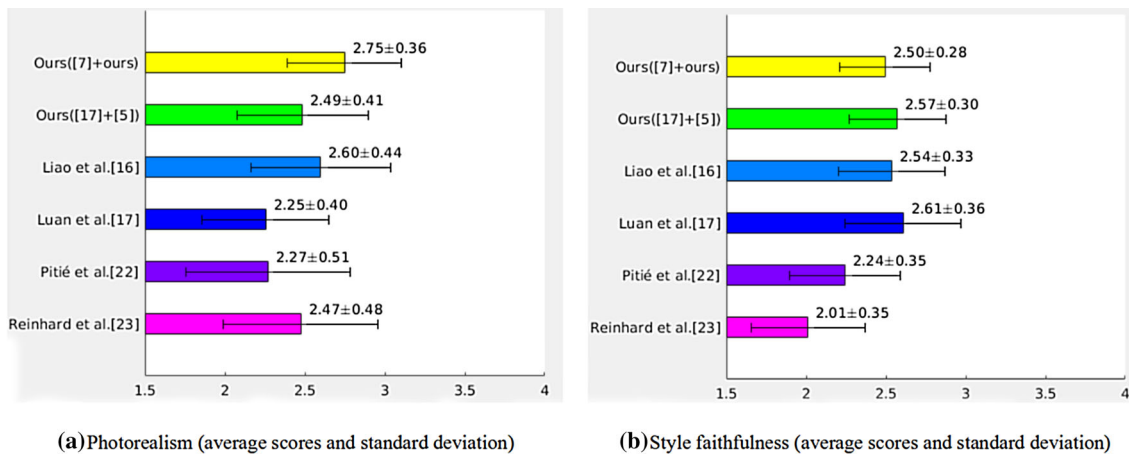 Ours([7]+ours)
2.75±0.36
Ours([17]+[5])
2.49±0.41
Liao et al.[16]
2.60±0.44
Luan et al.[17]
2.25±0.40
Pitié et al.[22]
2.27±0.51
Reinhard et al.[23]
2.47±0.48
1.5 2 2.5 3 3.5 4
(a)Photorealism (average scores and standard deviation)
Ours([7]+ours)
2.50±0.28
Ours([17]+[5])
2.57±0.30
Liao et al.[16]
2.54±0.33
Luan et al.[17]
2.61±0.36
Pitié et al.[22]
2.24±0.35
Reinhard et al.[23]
2.01±0.35
1.5 2 2.5 3 3.5 4
(b)Style faithfulness (average scores and standard deviation)